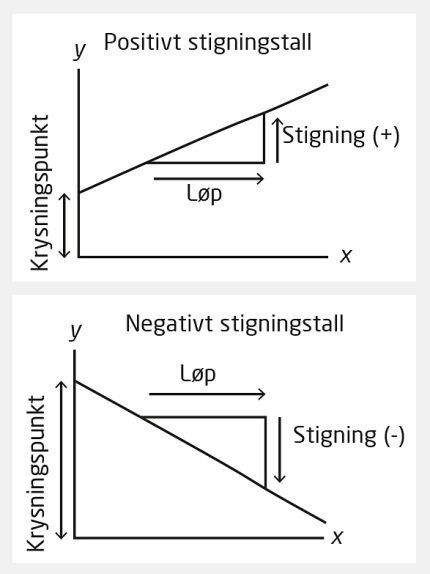 Positivt stigningstall
y
Krysningspunkt
Stigning (+)
Løp
x
Negativt stigningstall
y
Løp
Krysningspunkt
Stigning (-)
x